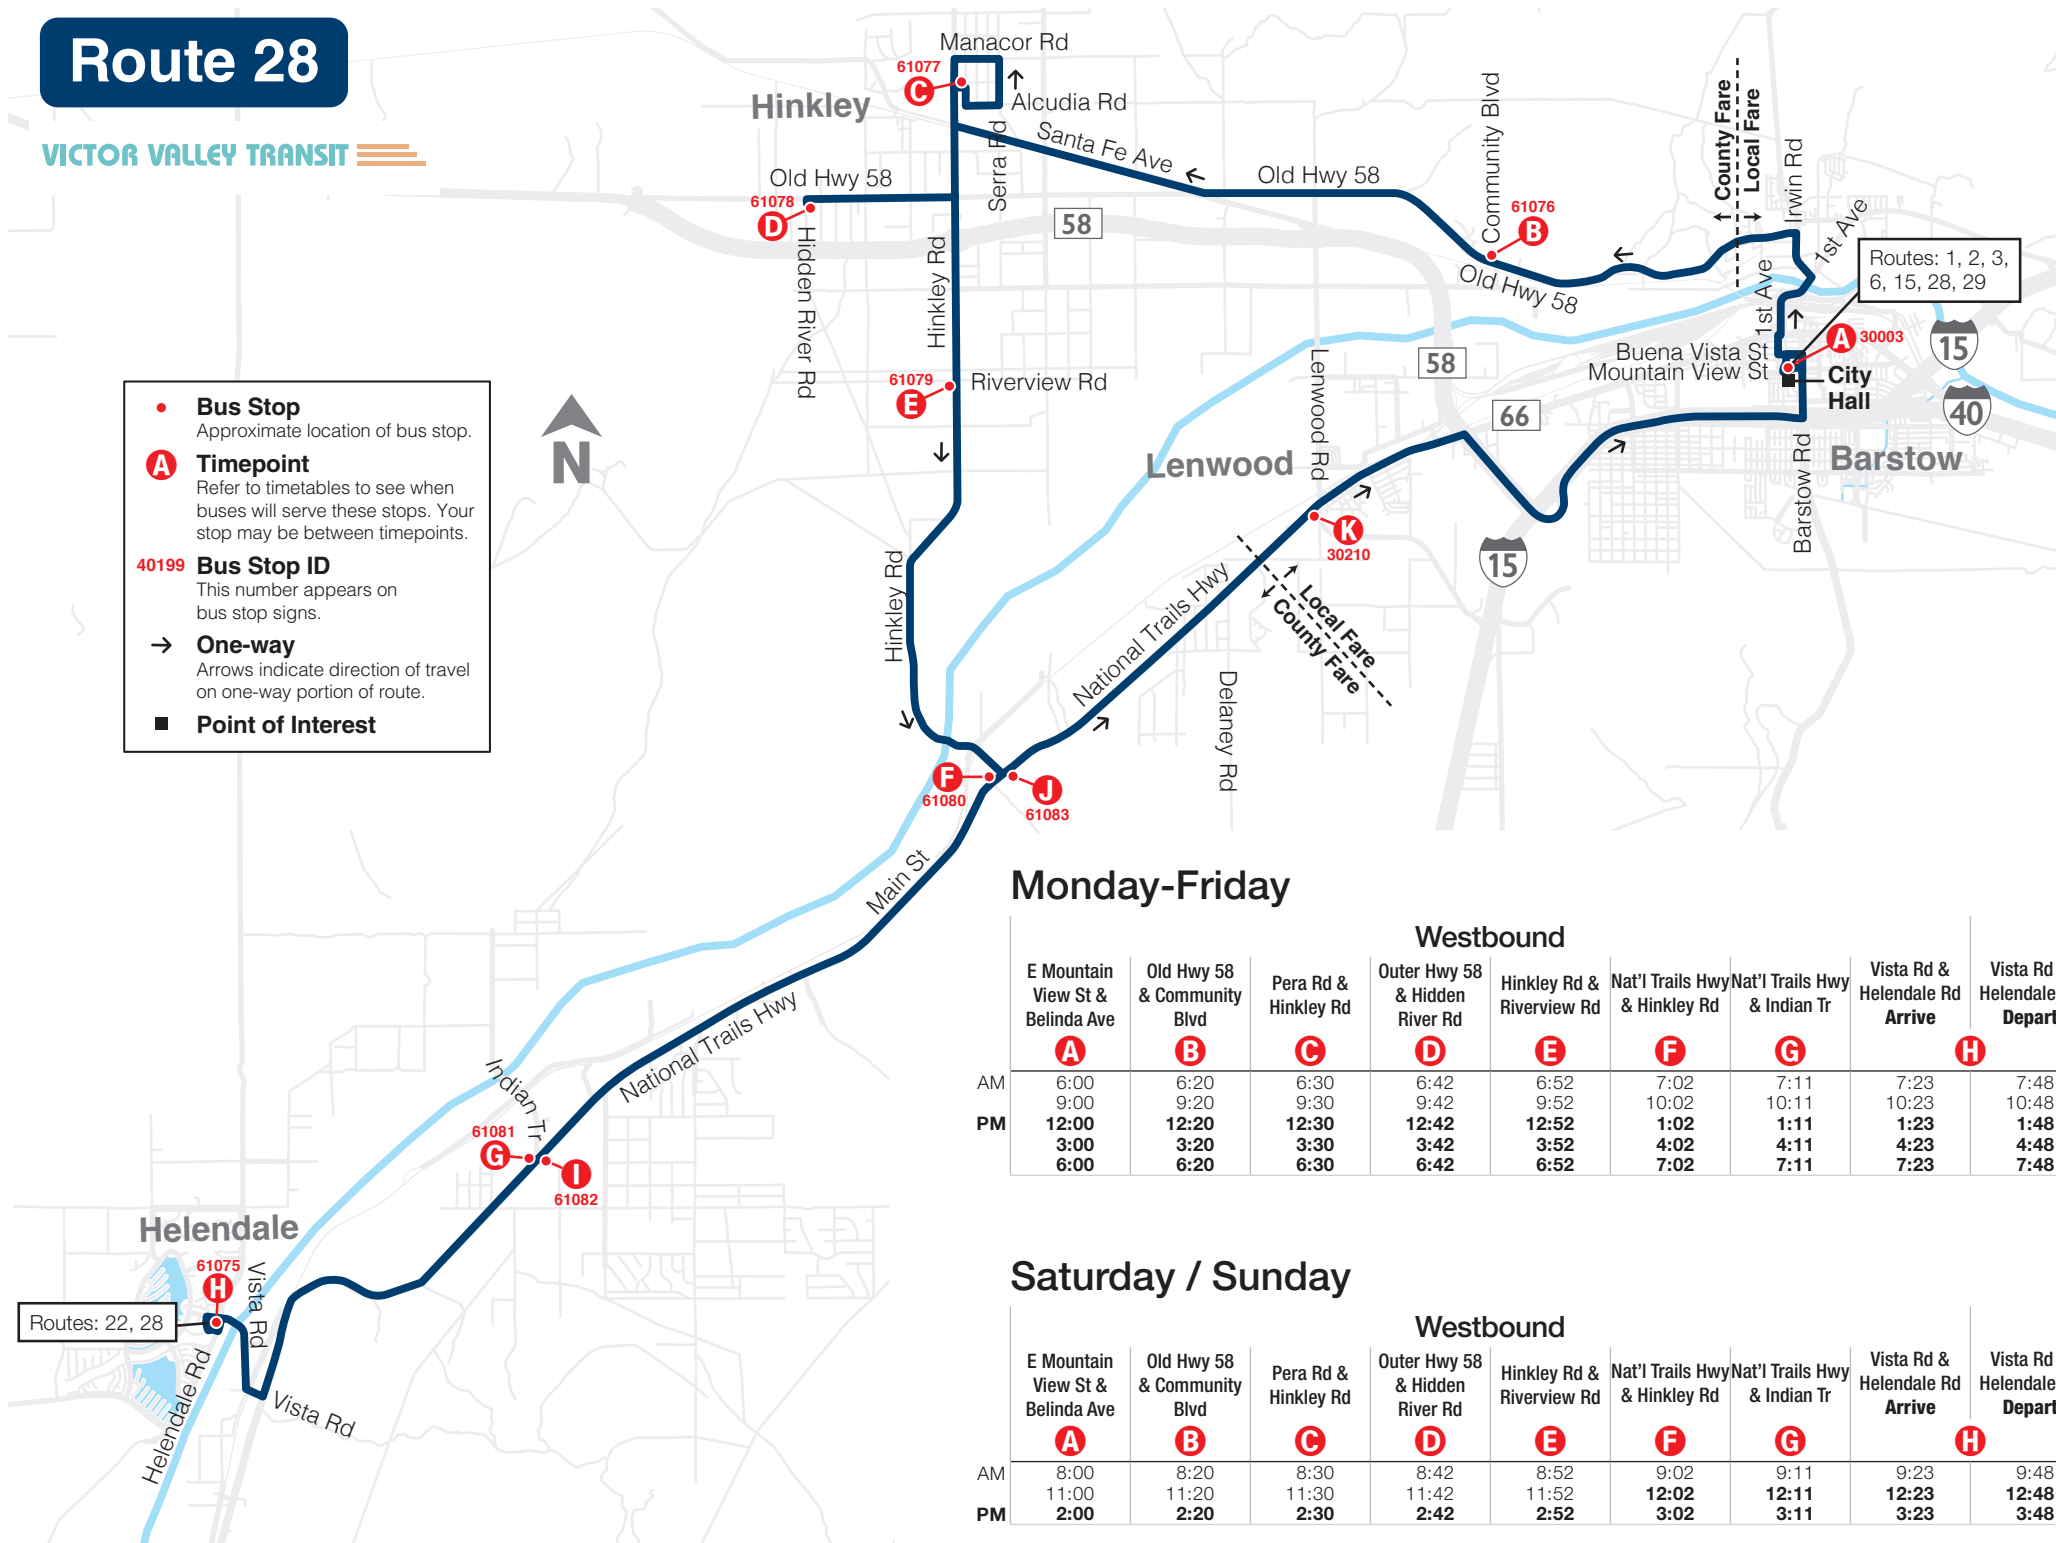 Route 28
VICTOR VALLEY TRANSIT
Manacor Rd
61077
C
Hinkley
Alcudia Rd
Serra Rd
Santa Fe Ave
Old Hwy 58
Old Hwy 58
61078
D
58
Hidden River Rd
Hinkley Rd
Community Blvd
61076
B
Old Hwy 58
County Fare
Local Fare
Irwin Rd
1st Ave
1st Ave
Routes: 1, 2, 3,
6, 15, 28, 29
A
30003
Buena Vista St
Mountain View St
City
Hall
15
40
58
66
Lenwood Rd
61079
E
Riverview Rd
Lenwood
Barstow
Barstow Rd
K
30210
15
Bus Stop
Approximate location of bus stop.
A
Timepoint
Refer to timetables to see when
buses will serve these stops. Your
stop may be between timepoints.
40199 Bus Stop ID
This number appears on
bus stop signs.
One-way
Arrows indicate direction of travel
on one-way portion of route.
Point of Interest
N
Hinkley Rd
National Trails Hwy
Local Fare
County Fare
Delaney Rd
F
61080
J
61083
Main St
National Trails Hwy
Indian Tr
61081
G
I
61082
Helendale
61075
H
Vista Rd
Routes: 22, 28
Helendale Rd
Vista Rd
Monday-Friday
Westbound
E Mountain View St & Belinda Ave | Old Hwy 58 & Community Blvd | Pera Rd & Hinkley Rd | Outer Hwy 58 & Hidden River Rd | Hinkley Rd & Riverview Rd | Nat’l Trails Hwy & Hinkley Rd | Nat’l Trails Hwy & Indian Tr | Vista Rd & Helendale Rd Arrive | Vista Rd Helendale Depart
A B C D E F G H
AM 6:00 6:20 6:30 6:42 6:52 7:02 7:11 7:23 7:48
9:00 9:20 9:30 9:42 9:52 10:02 10:11 10:23 10:48
PM 12:00 12:20 12:30 12:42 12:52 1:02 1:11 1:23 1:48
3:00 3:20 3:30 3:42 3:52 4:02 4:11 4:23 4:48
6:00 6:20 6:30 6:42 6:52 7:02 7:11 7:23 7:48
Saturday / Sunday
Westbound
E Mountain View St & Belinda Ave | Old Hwy 58 & Community Blvd | Pera Rd & Hinkley Rd | Outer Hwy 58 & Hidden River Rd | Hinkley Rd & Riverview Rd | Nat’l Trails Hwy & Hinkley Rd | Nat’l Trails Hwy & Indian Tr | Vista Rd & Helendale Rd Arrive | Vista Rd Helendale Depart
A B C D E F G H
AM 8:00 8:20 8:30 8:42 8:52 9:02 9:11 9:23 9:48
11:00 11:20 11:30 11:42 11:52 12:02 12:11 12:23 12:48
PM 2:00 2:20 2:30 2:42 2:52 3:02 3:11 3:23 3:48